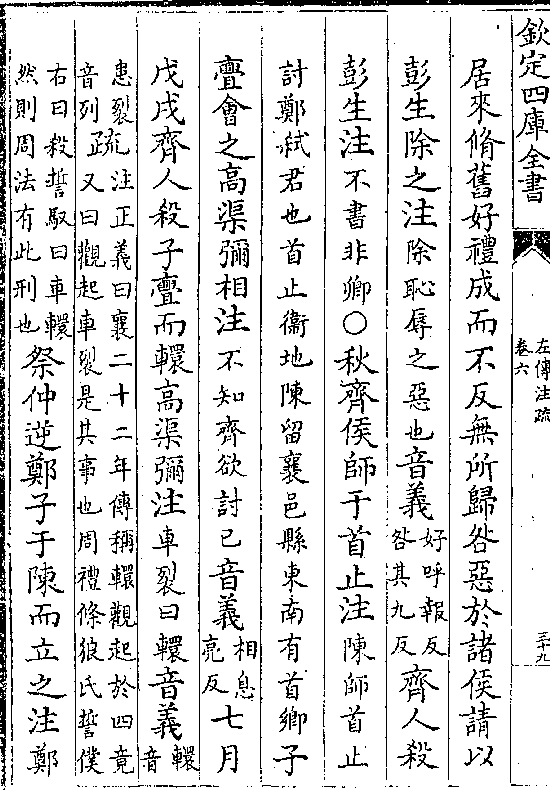 欽定四庫全書
左傳注疏
卷六
三十九
居來脩舊好禮成而不反無所歸咎惡於諸侯請以
彭生除之注除恥辱之惡也音義好呼報反
咎其九反齊人殺
彭生注不書非卿○秋齊侯師于首止注陳師首止
討鄭弑君也首止衞地陳留襄邑縣東南有首鄉子
亹會之高渠彌相注不知齊欲討己音義相息
亮反七月
戊戌齊人殺子亹而轘高渠彌注車裂曰轘音義轘
音
患裂疏注正義曰襄二十二年傳稱轘觀起於四竟
音列又曰觀起車裂是其事也周禮條狼氏誓僕
右曰殺誓馭曰車轘
然則周法有此刑也祭仲逆鄭子于陳而立之注鄭